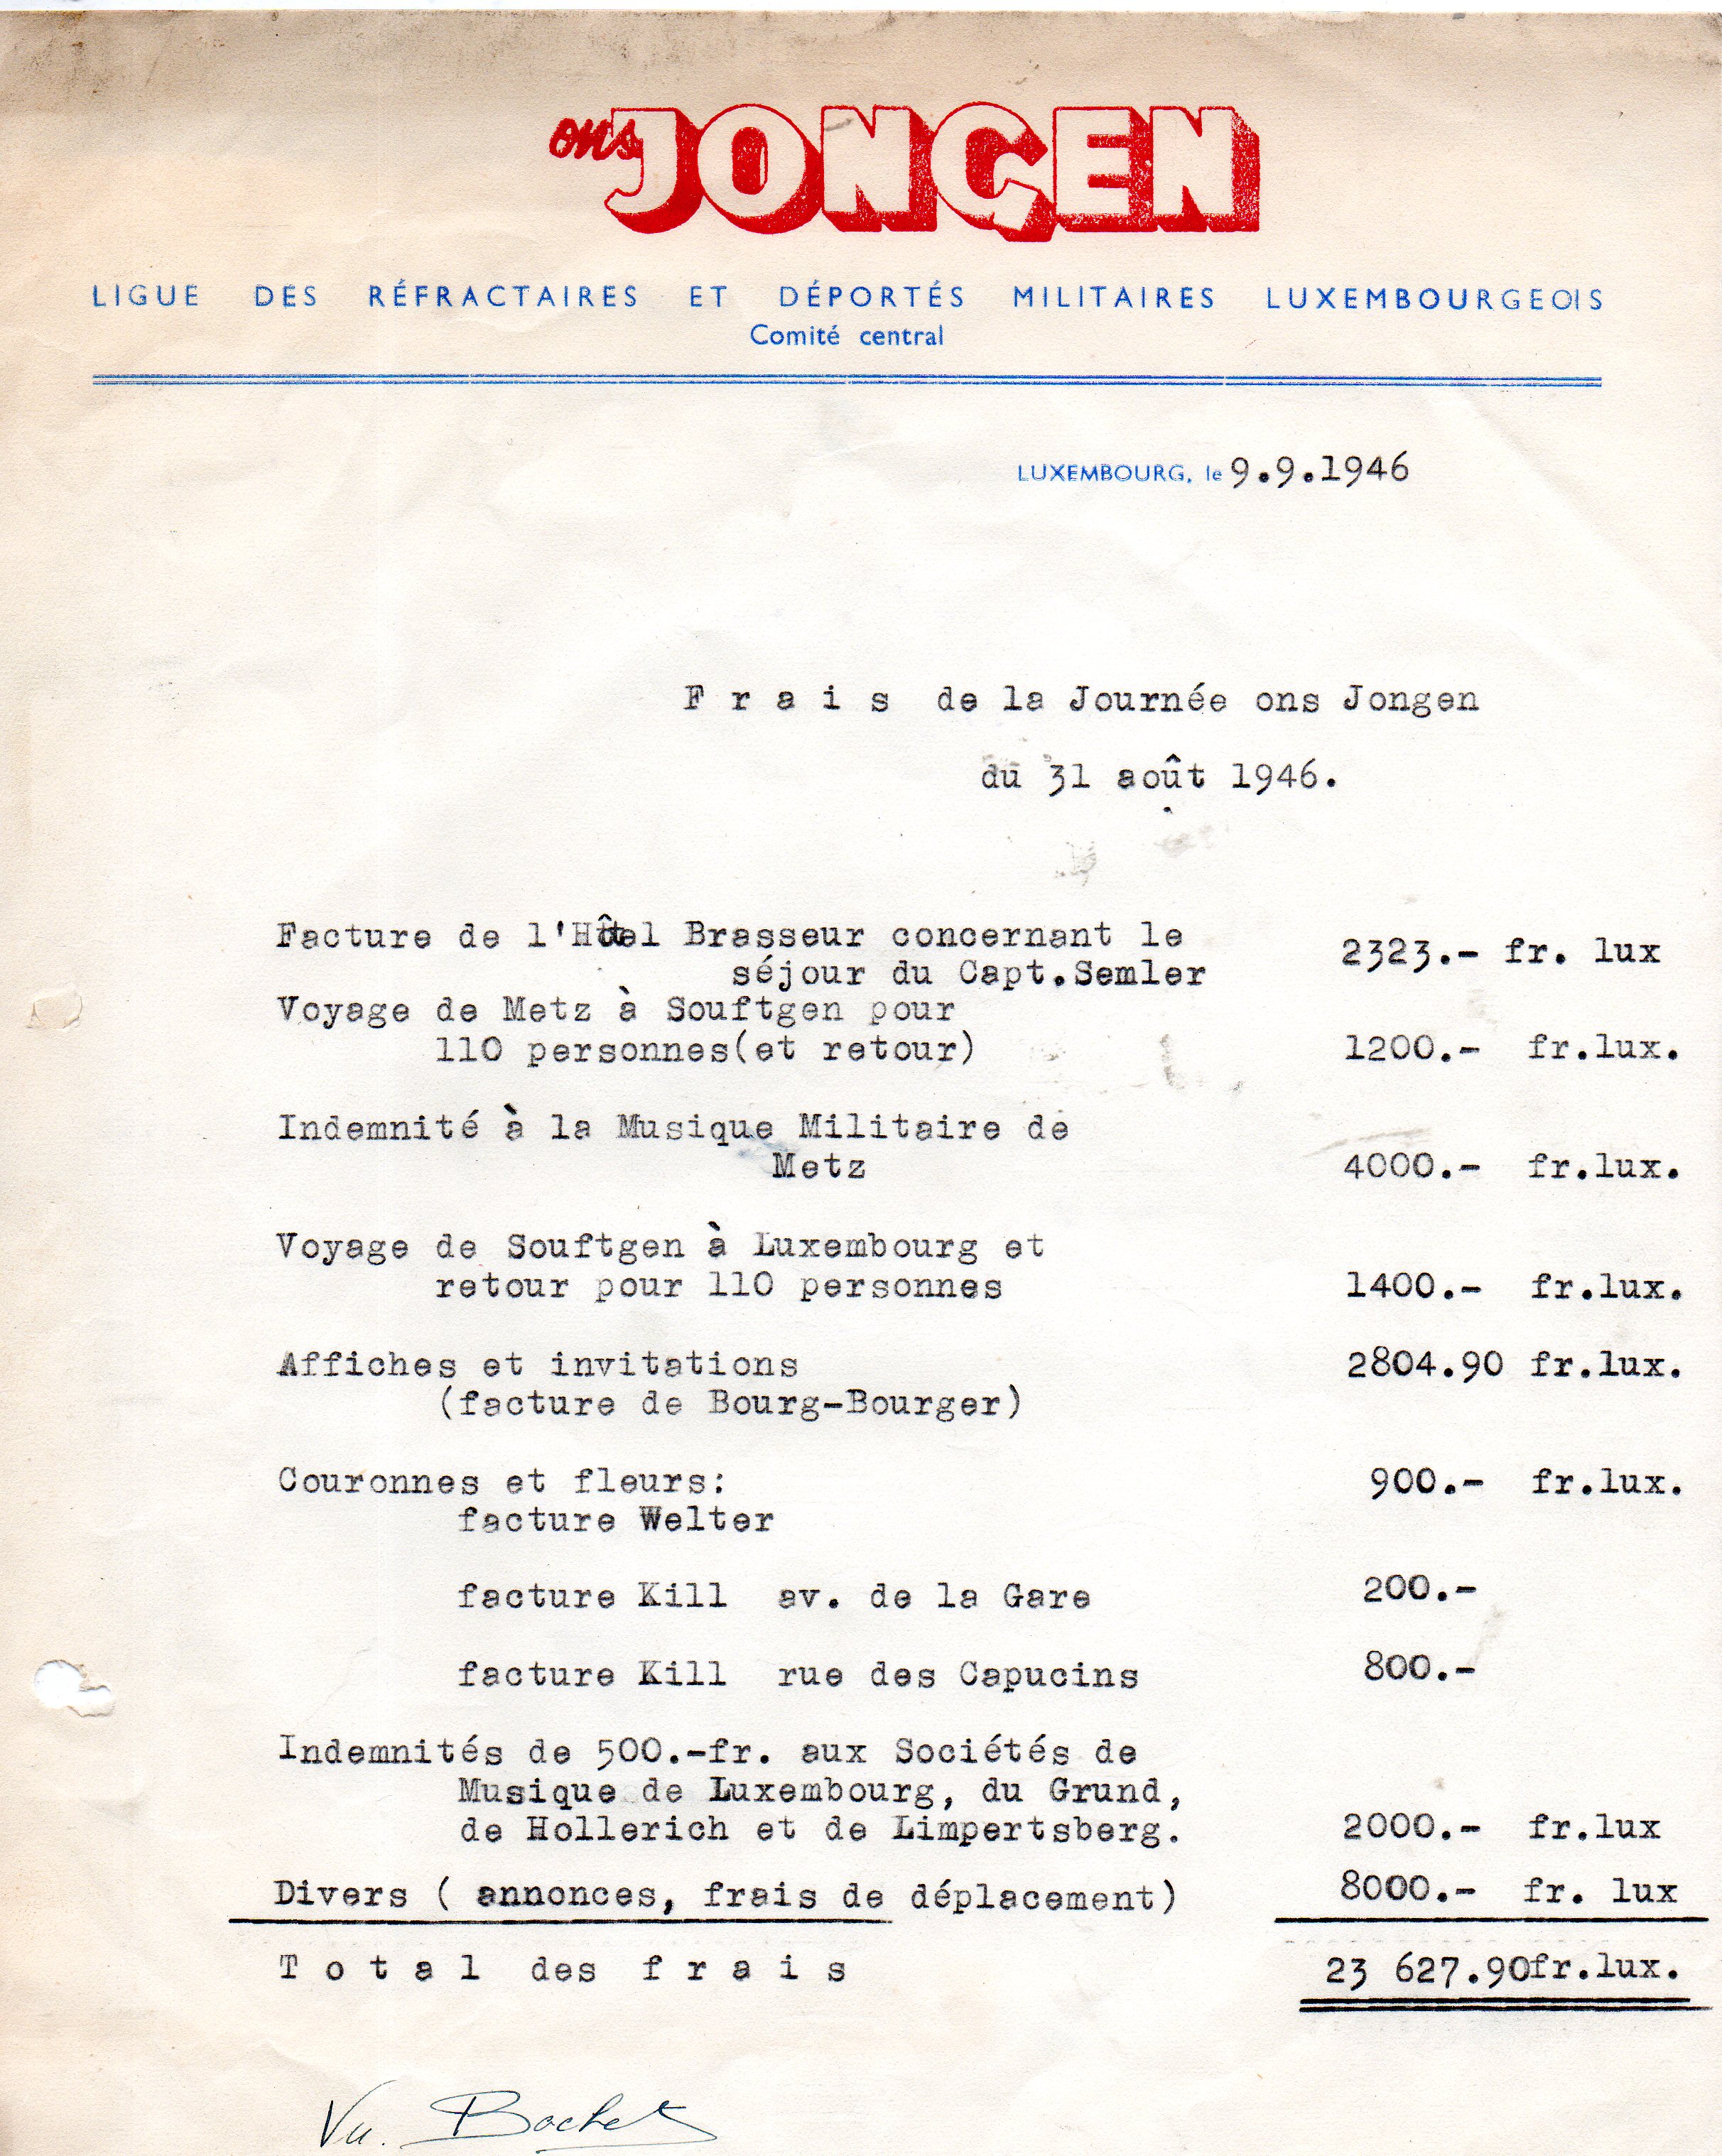 ons JONGEN
LIGUE DES RÉFRACTAIRES ET DÉPORTÉS MILITAIRES LUXEMBOURGEOIS
Comité central
LUXEMBOURG, le 9.9.1946
F r a i s de la Journée ons Jongen
du 31 août 1946.
Facture de l'Hôtel Brasseur concernant le
séjour du Capt.Semler 2323.- fr. lux
Voyage de Metz à Souftgen pour
110 personnes(et retour) 1200.- fr.lux.
Indemnité à la Musique Militaire de
Metz 4000.- fr.lux.
Voyage de Souftgen à Luxembourg et
retour pour 110 personnes 1400.- fr.lux.
Affiches et invitations 2804.90 fr.lux.
(facture de Bourg-Bourger)
Couronnes et fleurs: 900.- fr.lux.
facture Welter
facture Kill av. de la Gare 200.-
facture Kill rue des Capucins 800.-
Indemnités de 500.-fr. aux Sociétés de
Musique de Luxembourg, du Grund,
de Hollerich et de Limpertsberg. 2000.- fr.lux
Divers ( annonces, frais de déplacement) 8000.- fr. lux
T o t a l des f r a i s 23 627.90fr.lux.
Vu.